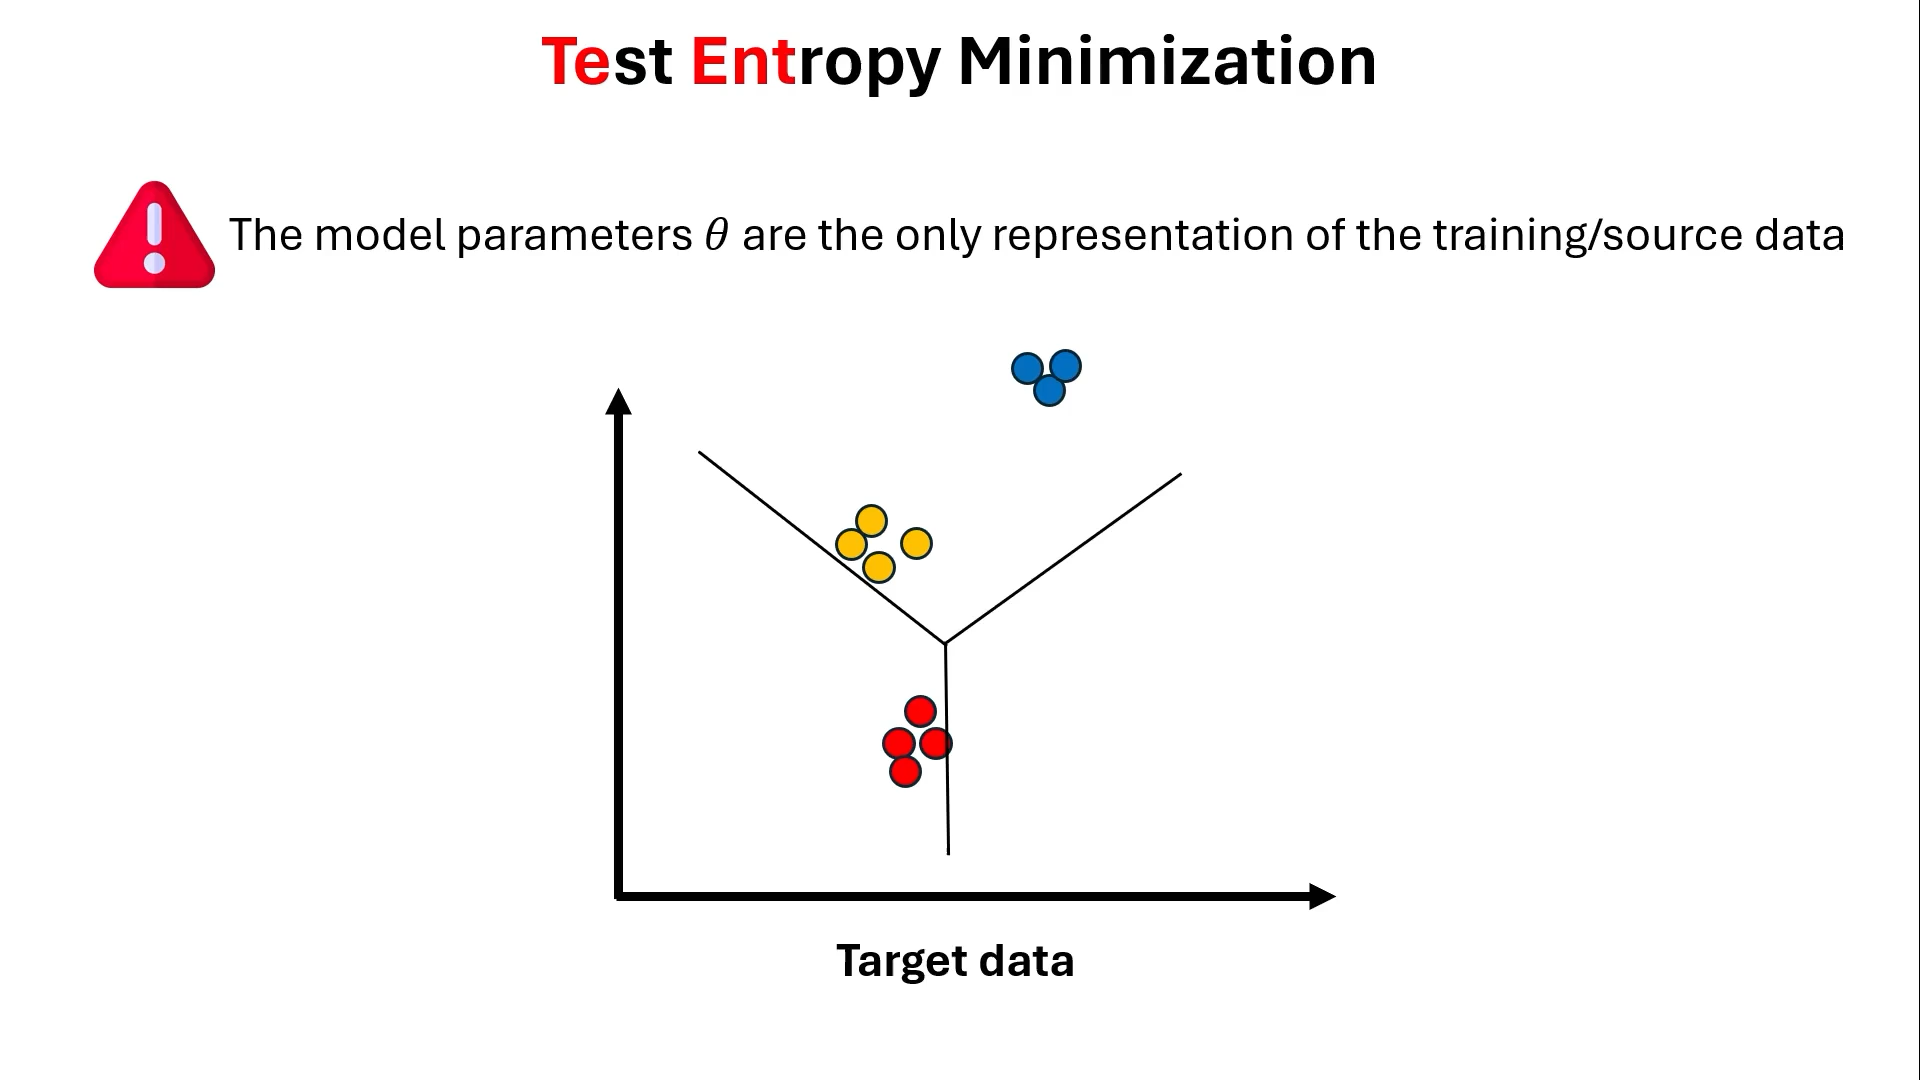 Test Entropy Minimization
The model parameters θ are the only representation of the training/source data
Target data